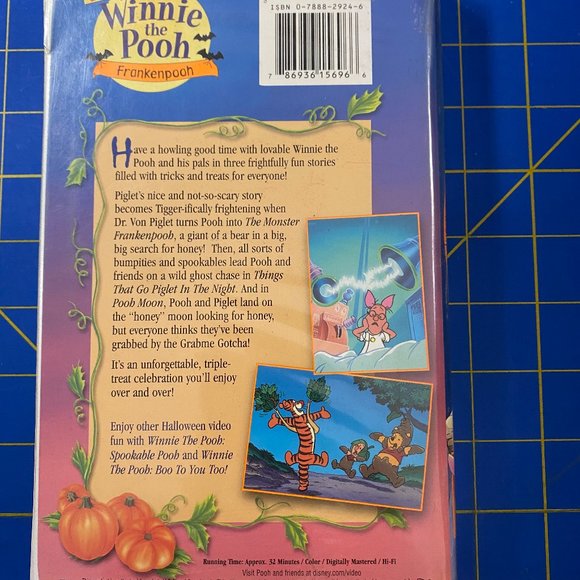 Winnie
the
Pooh
Frankenpooh
ISBN 0-7888-2924-6
7 86936 15696 6
Have a howling good time with lovable Winnie the
Pooh and his pals in three frightfully fun stories
filled with tricks and treats for everyone!
Piglet's nice and not-so-scary story
becomes Tigger-ifically frightening when
Dr. Von Piglet turns Pooh into The Monster
Frankenpooh, a giant of a bear in a big,
big search for honey! Then, all sorts of
bumpities and spookables lead Pooh and
friends on a wild ghost chase in Things
That Go Piglet In The Night. And in
Pooh Moon, Pooh and Piglet land on
the "honey" moon looking for honey,
but everyone thinks they've been
grabbed by the Grabme Gotcha!
It's an unforgettable, triple-
treat celebration you'll enjoy
over and over!
Enjoy other Halloween video
fun with Winnie The Pooh:
Spookable Pooh and Winnie
The Pooh: Boo To You Too!
Running Time: Approx. 32 Minutes / Color / Digitally Mastered / Hi-Fi
Visit Pooh and friends at disney.com/video